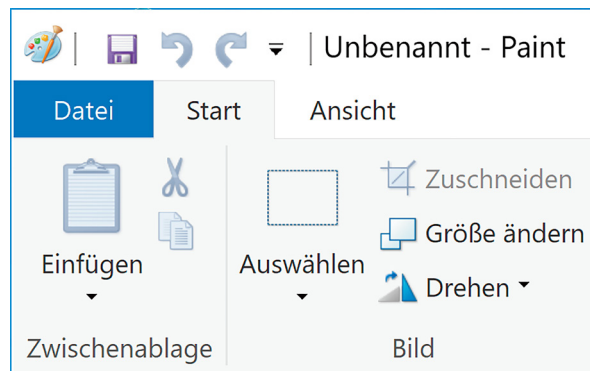 Unbenannt - Paint
Datei Start Ansicht
Einfügen
Zwischenablage
Auswählen
Zuschneiden
Größe ändern
Drehen
Bild